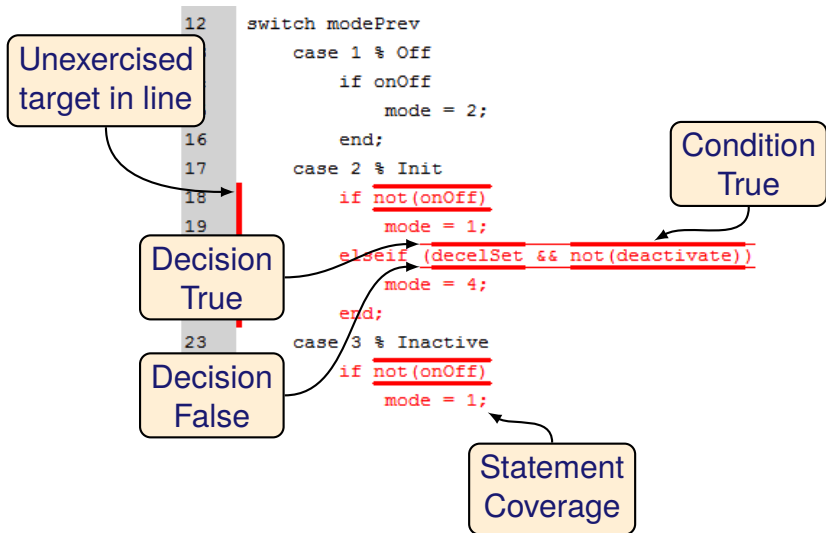 12 switch modePrev
case 1 % Off
if onOff
mode = 2;
16 end;
17 case 2 % Init
18 if not(onOff)
19 mode = 1;
elseif (decelSet && not(deactivate))
mode = 4;
end;
23 case 3 % Inactive
if not(onOff)
mode = 1;
Unexercised
target in line
Condition
True
Decision
True
Decision
False
Statement
Coverage